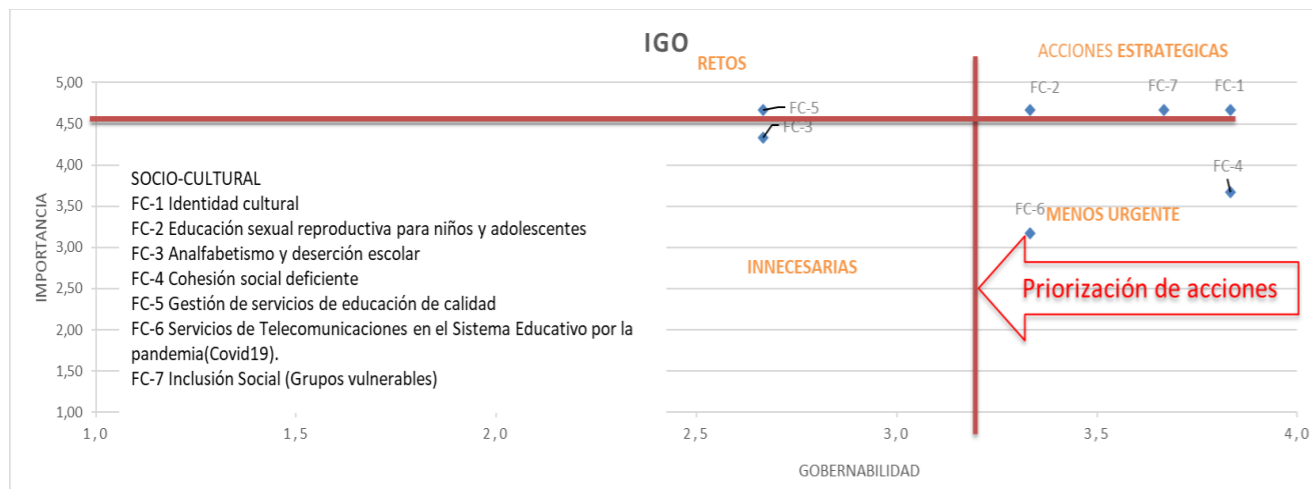 IGO
RETOS
ACCIONES ESTRATEGICAS
5,00
FC-2
FC-7
FC-1
FC-5
4,50
FC-3
4,00
FC-4
SOCIO-CULTURAL
3,50
FC-1 Identidad cultural
FC-6
MENOS URGENTE
FC-2 Educación sexual reproductiva para niños y adolescentes
3,00
FC-3 Analfabetismo y deserción escolar
INNECESARIAS
FC-4 Cohesión social deficiente
2,50
Priorización de acciones
FC-5 Gestión de servicios de educación de calidad
2,00
FC-6 Servicios de Telecomunicaciones en el Sistema Educativo por la
pandemia(Covid19).
1,50
FC-7 Inclusión Social (Grupos vulnerables)
1,00
IMPORTANCIA
1,0
1,5
2,0
2,5
3,0
3,5
4,0
GOBERNABILIDAD